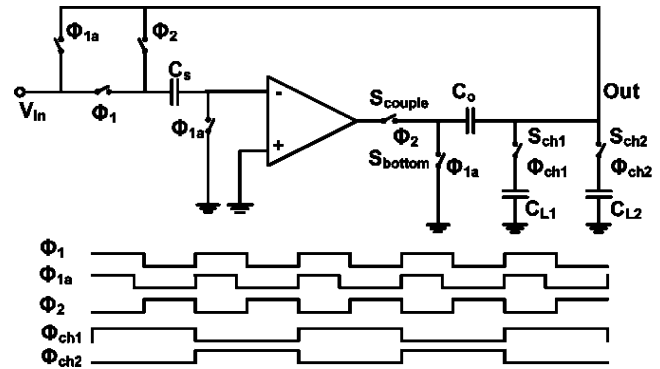 Φ1a
Φ2
Cs
Vin
Φ1
Φ1a
-
+
Scouple
Φ2
Co
Out
Sbottom
Φ1a
Sch1
Φch1
Sch2
Φch2
CL1
CL2
Φ1
Φ1a
Φ2
Φch1
Φch2